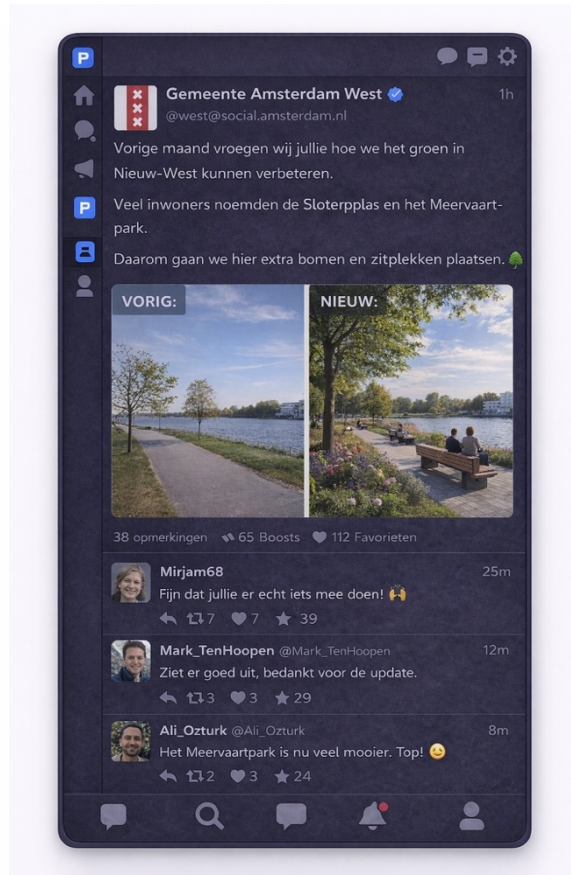 P
Gemeente Amsterdam West
1h
@west@social.amsterdam.nl
Vorige maand vroegen wij jullie hoe we het groen in
Nieuw-West kunnen verbeteren.
P
Veel inwoners noemden de Sloterpplas en het Meervaart-
park.
Daarom gaan we hier extra bomen en zitplekken plaatsen. 🌳
VORIG:
NIEUW:
38 opmerkingen 65 Boosts 112 Favorieten
Mirjam68
25m
Fijn dat jullie er echt iets mee doen! 🙌
7 7 39
Mark_TenHoopen @Mark_TenHoopen
12m
Ziet er goed uit, bedankt voor de update.
3 3 29
Ali_Ozturk @Ali_Ozturk
8m
Het Meervaartpark is nu veel mooier. Top! 😊
2 3 24